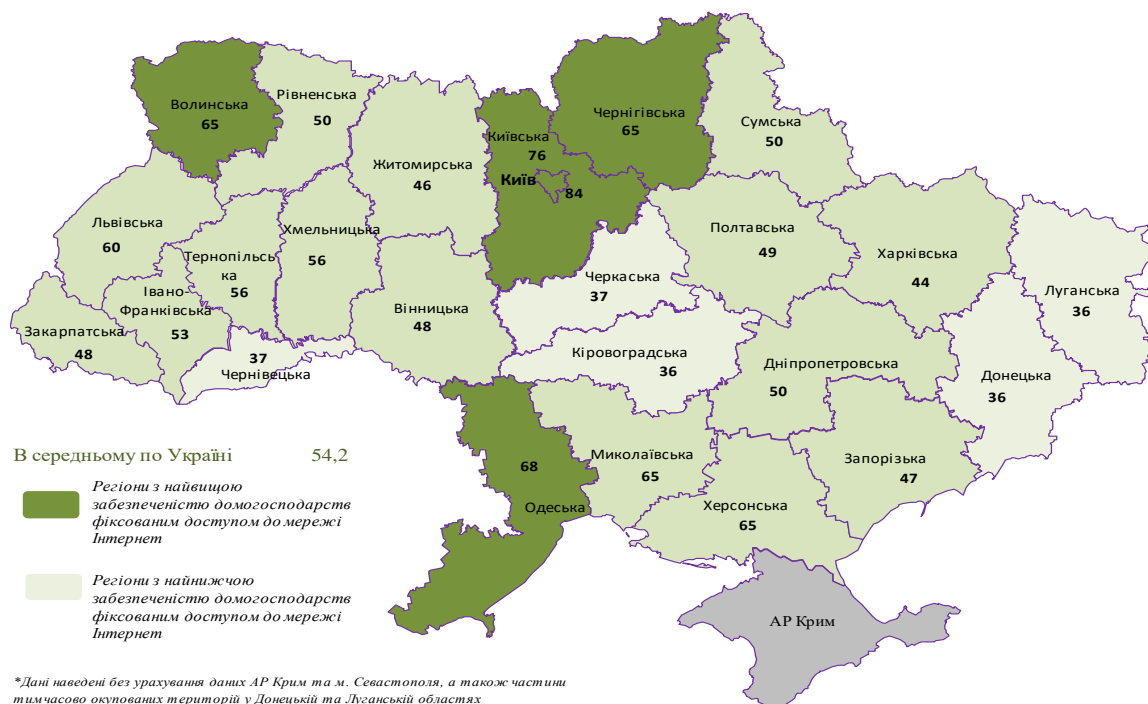 Волинська
65
Рівненська
50
Житомирська
46
Київська
76
Київ
84
Чернігівська
65
Сумська
50
Львівська
60
Тернопільсь
ка
56
Хмельницька
56
Івано-
Франківська
53
Закарпатська
48
37
Чернівецька
Вінницька
48
Черкаська
37
Полтавська
49
Харківська
44
Луганська
36
Кіровоградська
36
Дніпропетровська
50
Донецька
36
68
Одеська
Миколаївська
65
Запорізька
47
Херсонська
65
АР Крим
В середньому по Україні 54,2
Регіони з найвищою
забезпеченістю домогосподарств
фіксованим доступом до мережі
Інтернет
Регіони з найнижчою
забезпеченістю домогосподарств
фіксованим доступом до мережі
Інтернет
*Дані наведені без урахування даних АР Крим та м. Севастополя, а також частини
тимчасово окупованих територій у Донецькій та Луганській областях